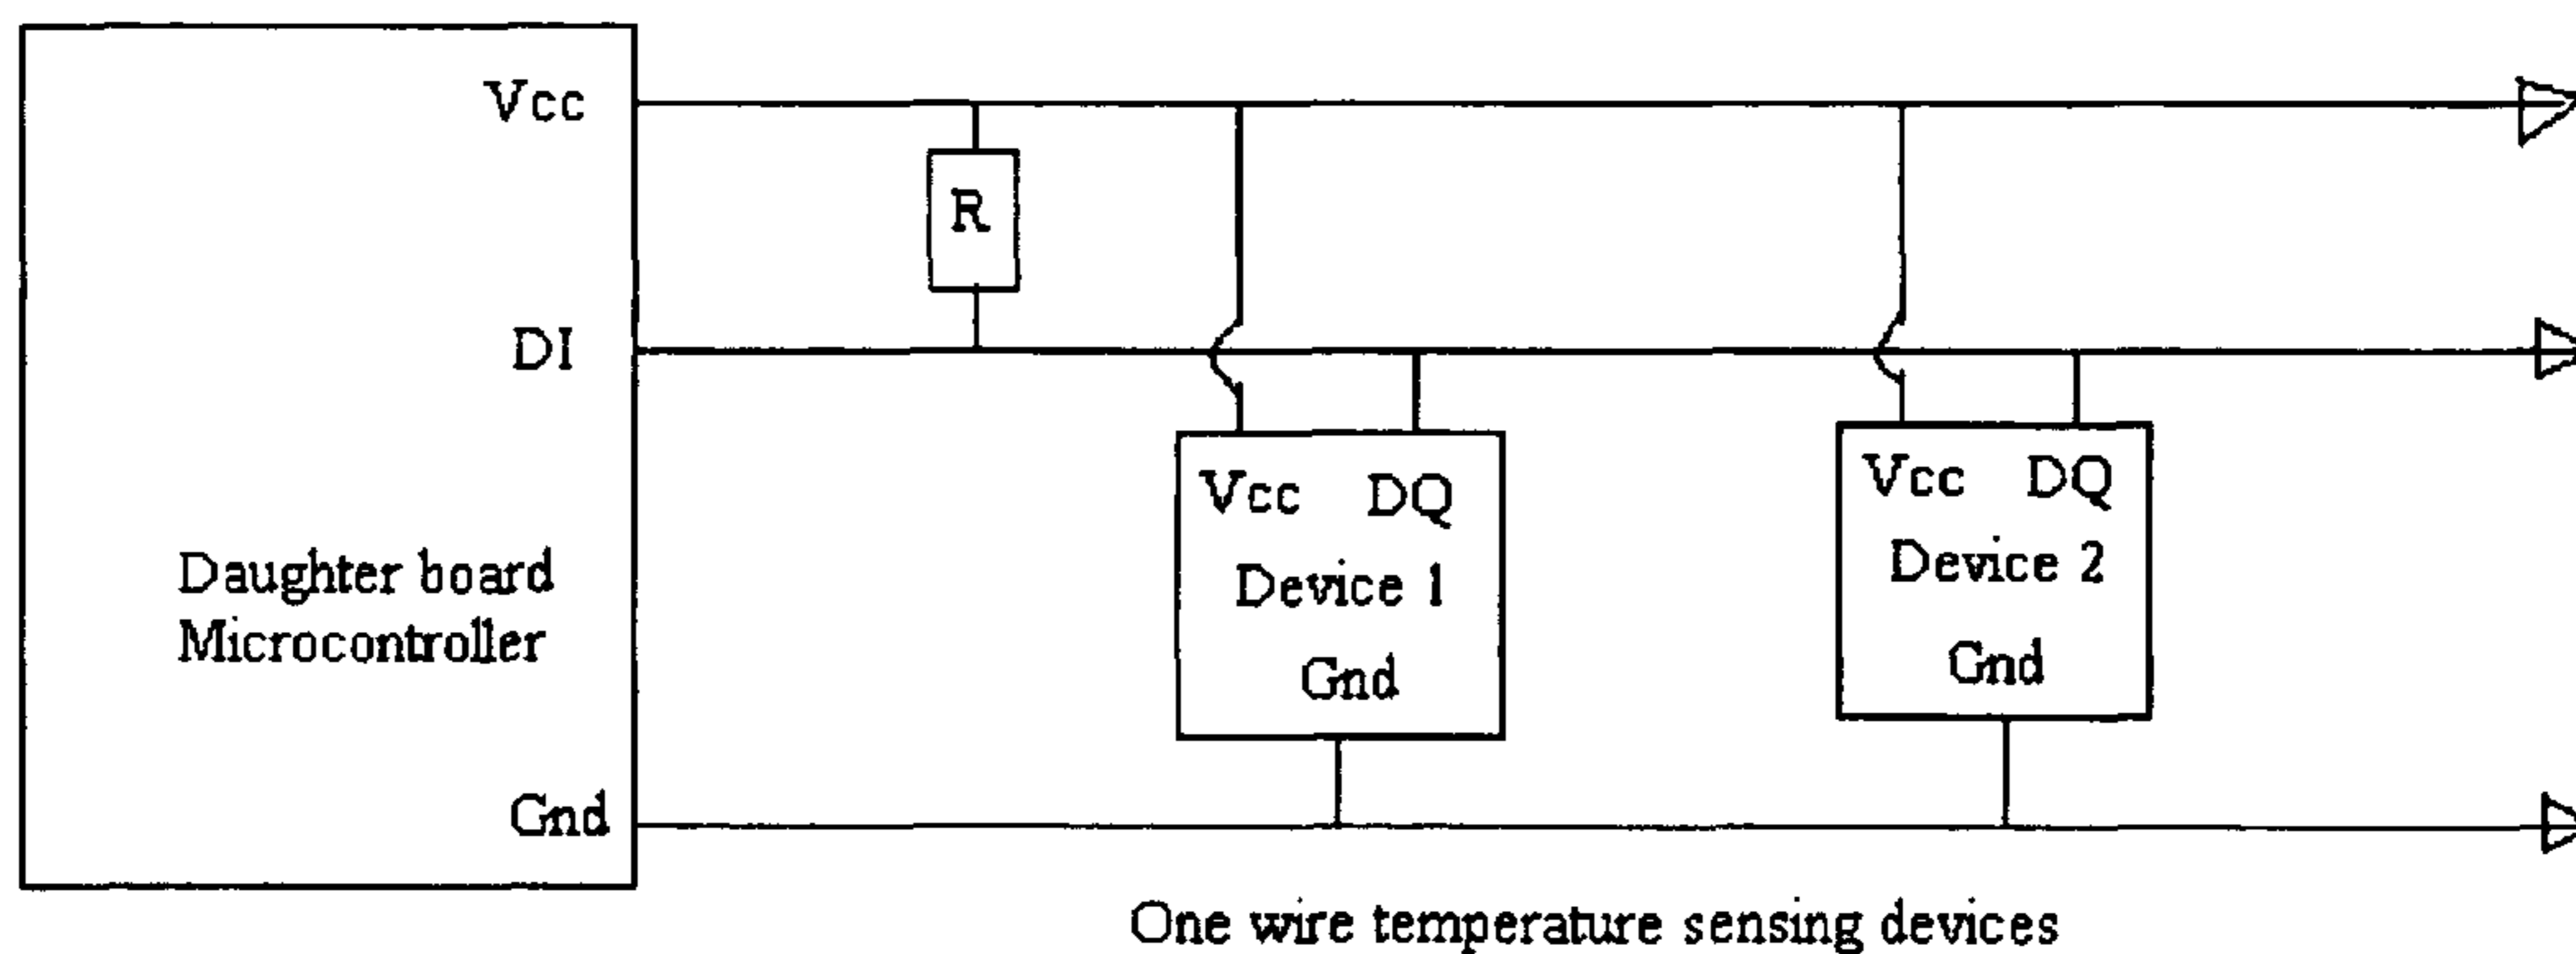 Vcc
R
DI
Daughter board
Microcontroller
Gnd
Vcc DQ
Device 1
Gnd
Vcc DQ
Device 2
Gnd
One wire temperature sensing devices